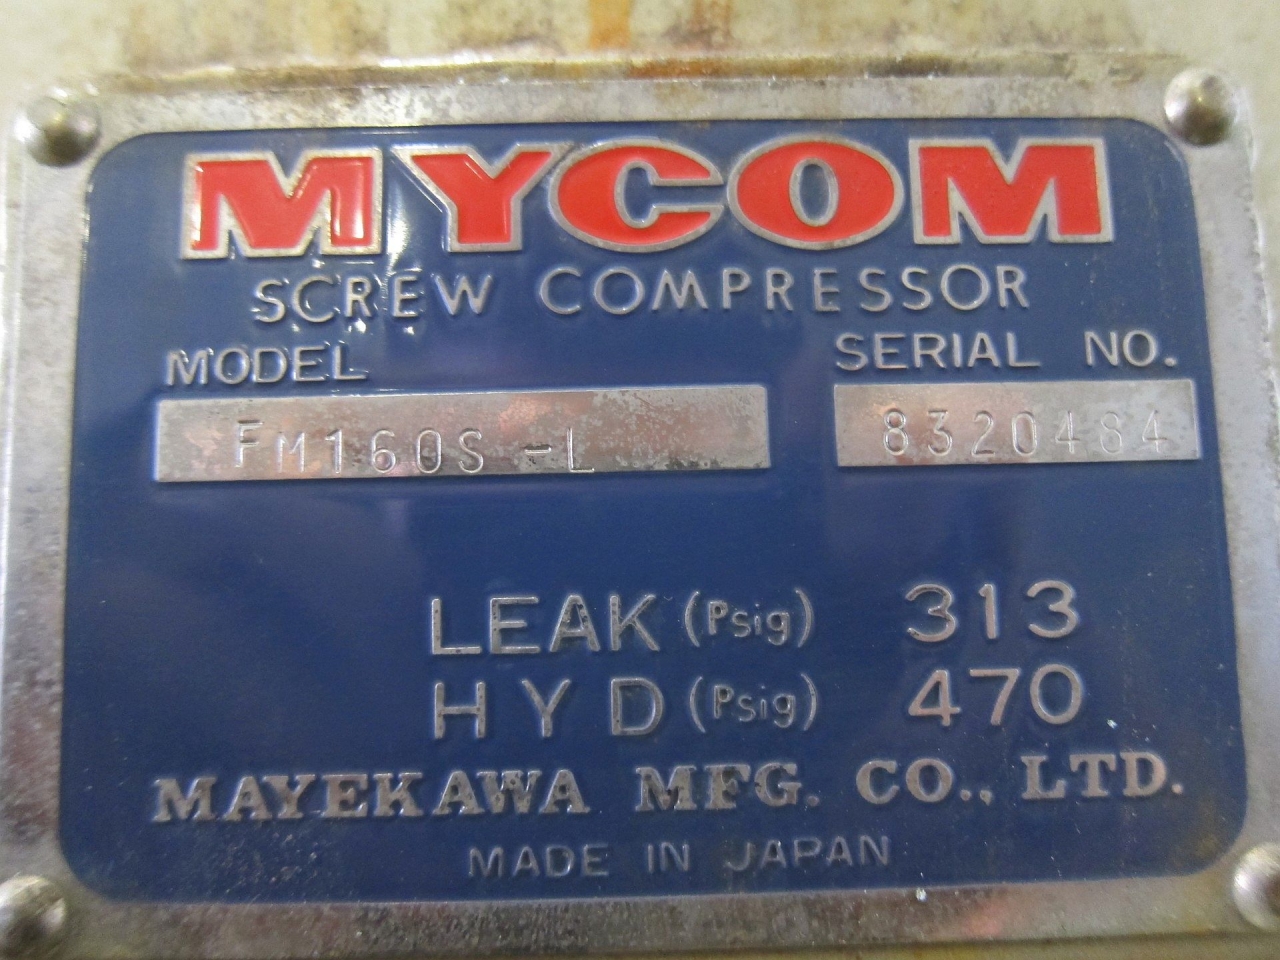 MYCOM
SCREW COMPRESSOR
MODEL SERIAL NO.
FM160S-L 8320484
LEAK (Psig) 313
HYD (Psig) 470
MAYEKAWA MFG. CO., LTD.
MADE IN JAPAN